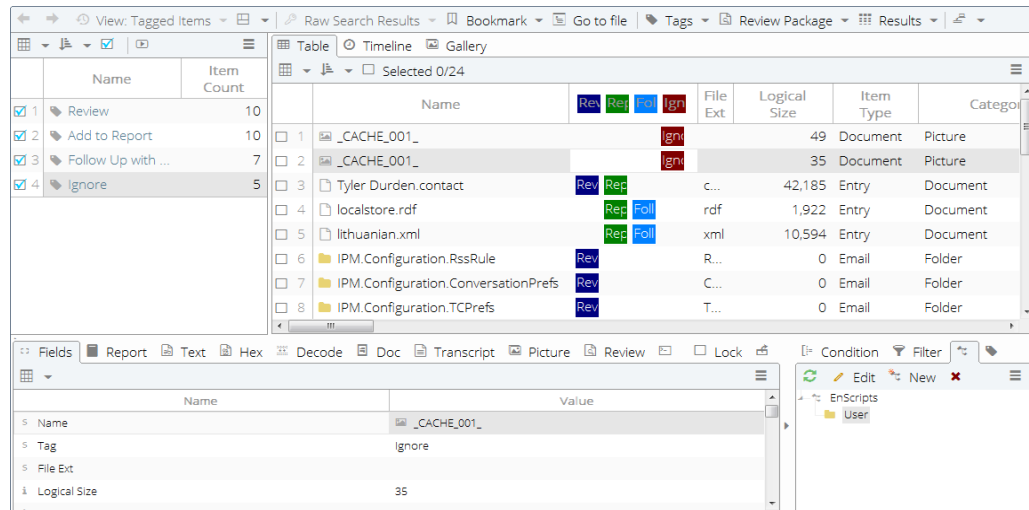 View: Tagged Items Raw Search Results Bookmark Go to file Tags Review Package Results
Table Timeline Gallery
Selected 0/24
Name Item Count
1 Review 10
2 Add to Report 10
3 Follow Up with ... 7
4 Ignore 5
Name Rev Rep Foll Ign File Ext Logical Size Item Type Categor
1 _CACHE_001_ Ign 49 Document Picture
2 _CACHE_001_ Ign 35 Document Picture
3 Tyler Durden.contact Rev Rep c... 42,185 Entry Document
4 localstore.rdf Rep Foll rdf 1,922 Entry Document
5 lithuanian.xml Rep Foll xml 10,594 Entry Document
6 IPM.Configuration.RssRule Rev R... 0 Email Folder
7 IPM.Configuration.ConversationPrefs Rev C... 0 Email Folder
8 IPM.Configuration.TCPrefs Rev T... 0 Email Folder
Fields Report Text Hex Decode Doc Transcript Picture Review Lock
Name Value
S Name _CACHE_001_
S Tag Ignore
S File Ext
i Logical Size 35
Condition Filter
Edit New
EnScripts
User